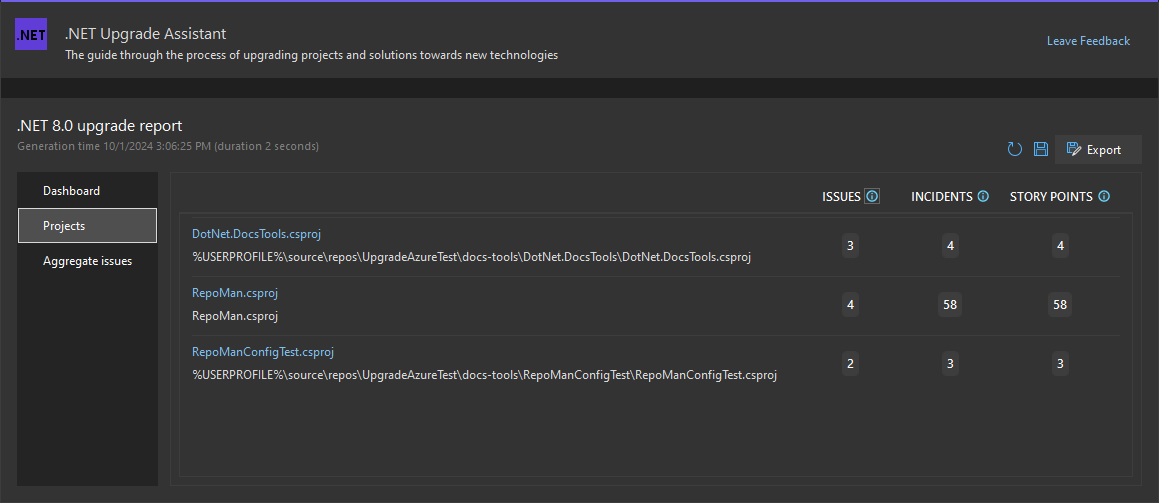 .NET
.NET Upgrade Assistant
The guide through the process of upgrading projects and solutions towards new technologies
Leave Feedback
.NET 8.0 upgrade report
Generation time 10/1/2024 3:06:25 PM (duration 2 seconds)
Export
Dashboard
Projects
Aggregate issues
ISSUES INCIDENTS STORY POINTS
DotNet.DocsTools.csproj
%USERPROFILE%\source\repos\UpgradeAzureTest\docs-tools\DotNet.DocsTools\DotNet.DocsTools.csproj
3 4 4
RepoMan.csproj
RepoMan.csproj
4 58 58
RepoManConfigTest.csproj
%USERPROFILE%\source\repos\UpgradeAzureTest\docs-tools\RepoManConfigTest\RepoManConfigTest.csproj
2 3 3